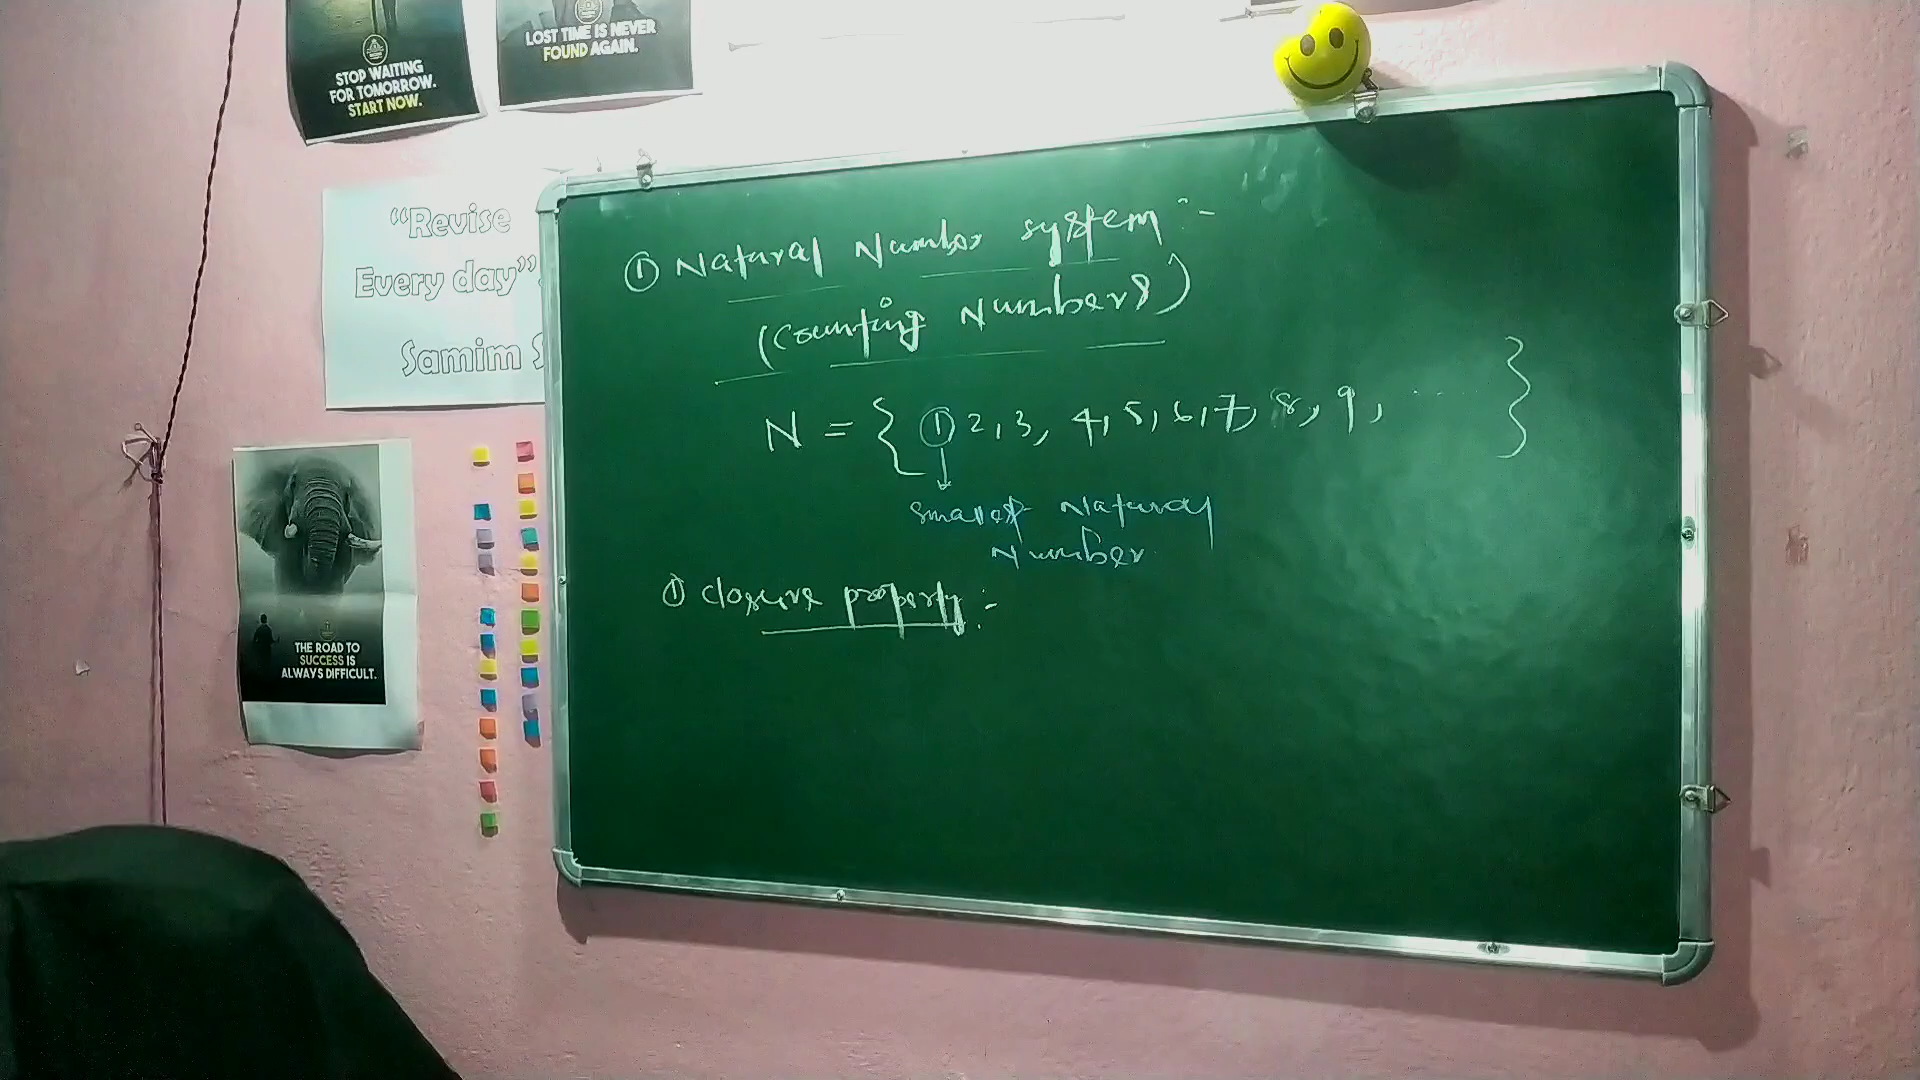 STOP WAITING
FOR TOMORROW.
START NOW.
LOST TIME IS NEVER
FOUND AGAIN.
“Revise
Every day”
Samim S
THE ROAD TO
SUCCESS IS
ALWAYS DIFFICULT.
① Natural Number system :-
(Counting Numbers)
N = { ① 2, 3, 4, 5, 6, 7, 8, 9, ..... }
smallest Natural
Number
① closure property :-